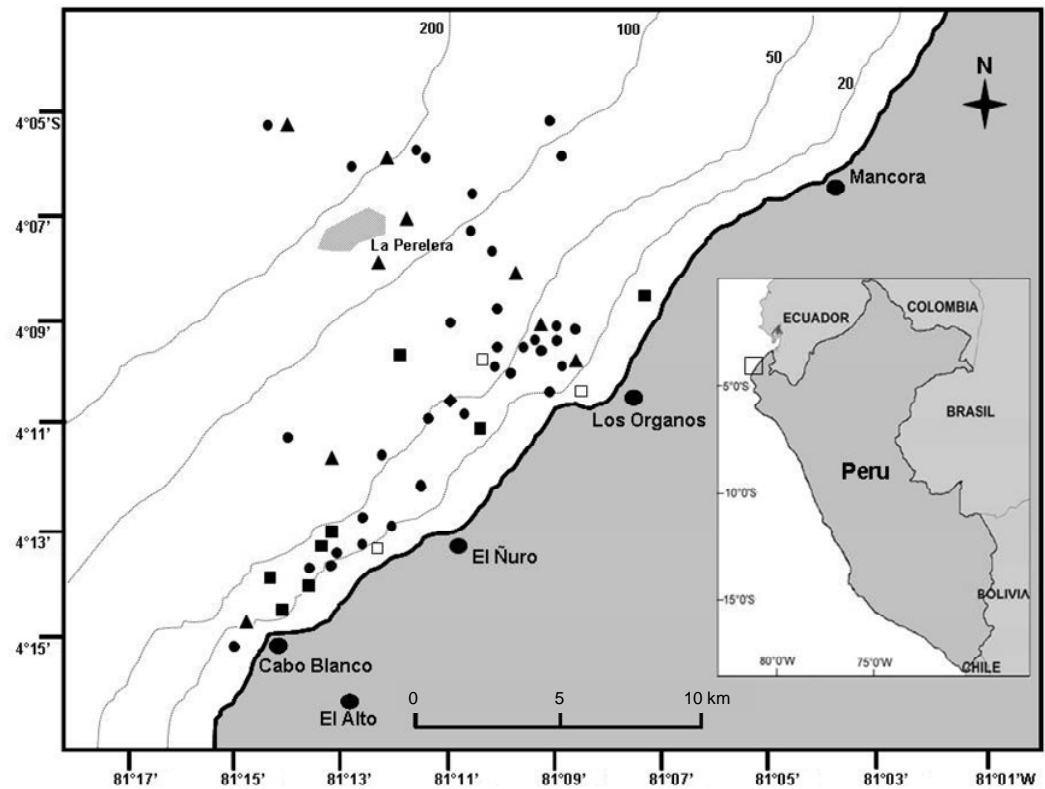 200
100
50
20
N
4°05'S
Mancora
4°07'
La Perelera
4°09'
ECUADOR
COLOMBIA
5°0'S
4°11'
Los Organos
BRASIL
Peru
10°0'S
4°13'
El Ñuro
15°0'S
BOLIVIA
4°15'
Cabo Blanco
80°0'W
75°0'W
CHILE
0
5
10 km
El Alto
81°17'
81°15'
81°13'
81°11'
81°09'
81°07'
81°05'
81°03'
81°01'W